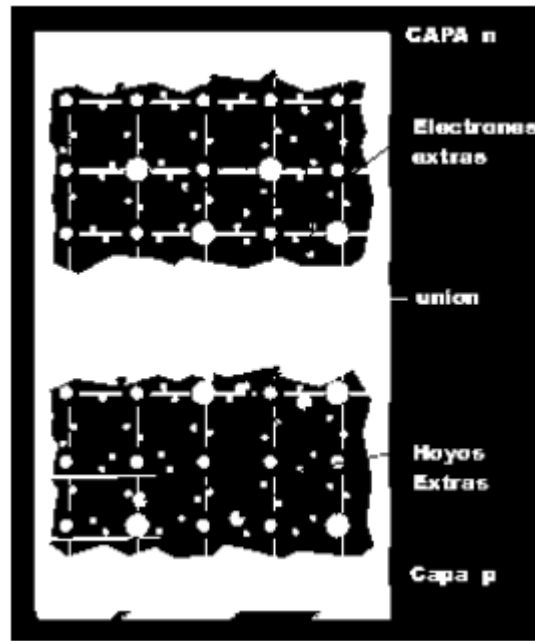 CAPA n
Electrones
extras
union
Hoyos
Extras
Capa p